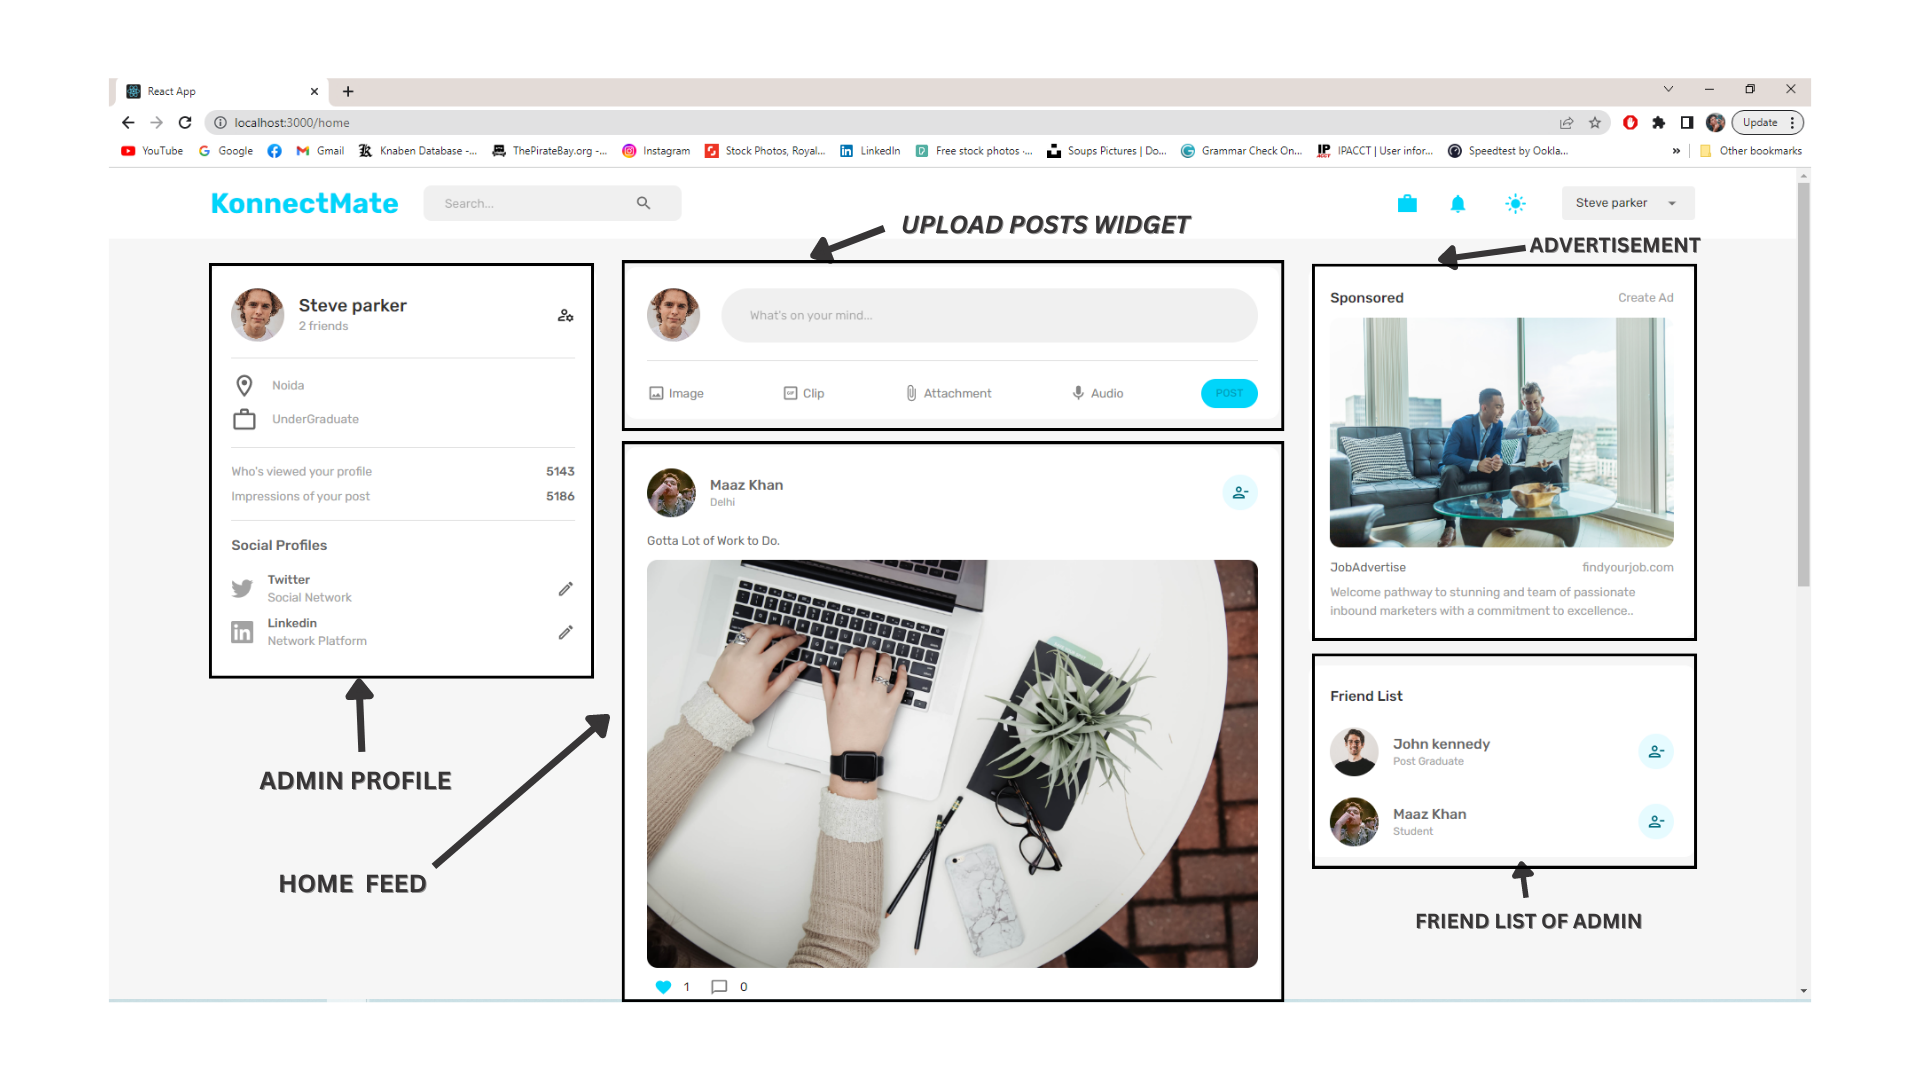 React App
localhost:3000/home
Update
YouTube
Google
Gmail
Knaben Database -...
ThePirateBay.org -...
Instagram
Stock Photos, Royal...
LinkedIn
Free stock photos -...
Soups Pictures | Do...
Grammar Check On...
IPACCT | User infor...
Speedtest by Ookla...
»
Other bookmarks
KonnectMate
Search...
Steve parker
UPLOAD POSTS WIDGET
ADVERTISEMENT
Steve parker
2 friends
Noida
UnderGraduate
Who's viewed your profile 5143
Impressions of your post 5186
Social Profiles
Twitter
Social Network
Linkedin
Network Platform
ADMIN PROFILE
HOME FEED
What's on your mind...
Image
GIF
Clip
Attachment
Audio
POST
Maaz Khan
Delhi
Gotta Lot of Work to Do.
1
0
Sponsored
Create Ad
JobAdvertise
findyourjob.com
Welcome pathway to stunning and team of passionate
inbound marketers with a commitment to excellence..
Friend List
John kennedy
Post Graduate
Maaz Khan
Student
FRIEND LIST OF ADMIN